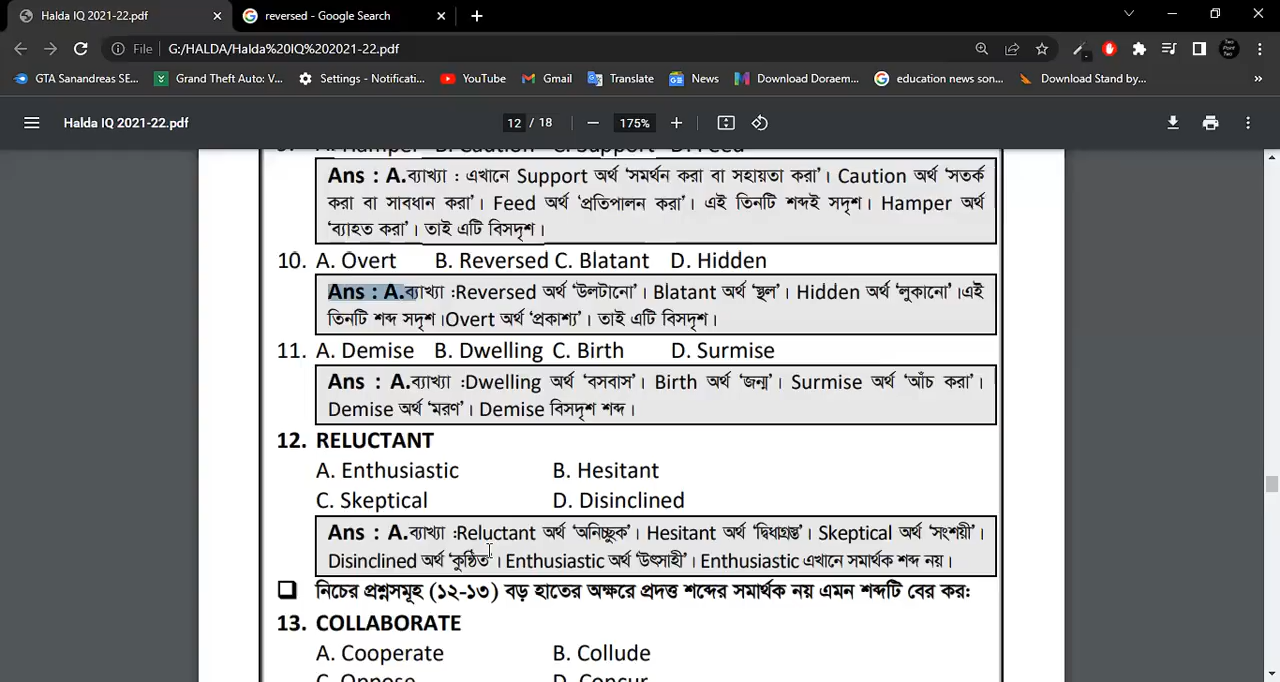 Halda IQ 2021-22.pdf
reversed - Google Search
File G:/HALDA/Halda%20IQ%202021-22.pdf
GTA Sanandreas SE... Grand Theft Auto: V... Settings - Notificati... YouTube Gmail Translate News Download Doraem... education news son... Download Stand by...
Halda IQ 2021-22.pdf 12 / 18 175%
Ans : A.ব্যাখ্যা : এখানে Support অর্থ ‘সমর্থন করা বা সহায়তা করা’। Caution অর্থ ‘সতর্ক
করা বা সাবধান করা’। Feed অর্থ ‘প্রতিপালন করা’। এই তিনটি শব্দই সদৃশ। Hamper অর্থ
‘ব্যাহত করা’। তাই এটি বিসদৃশ।
10. A. Overt B. Reversed C. Blatant D. Hidden
Ans : A.ব্যাখ্যা :Reversed অর্থ ‘উলটানো’। Blatant অর্থ ‘স্থুল’। Hidden অর্থ ‘লুকানো’।এই
তিনটি শব্দ সদৃশ।Overt অর্থ ‘প্রকাশ্য’। তাই এটি বিসদৃশ।
11. A. Demise B. Dwelling C. Birth D. Surmise
Ans : A.ব্যাখ্যা :Dwelling অর্থ ‘বসবাস’। Birth অর্থ ‘জন্ম’। Surmise অর্থ ‘আঁচ করা’।
Demise অর্থ ‘মরণ’। Demise বিসদৃশ শব্দ।
12. RELUCTANT
A. Enthusiastic B. Hesitant
C. Skeptical D. Disinclined
Ans : A.ব্যাখ্যা :Reluctant অর্থ ‘অনিচ্ছুক’। Hesitant অর্থ ‘দ্বিধাগ্রস্ত’। Skeptical অর্থ ‘সংশয়ী’।
Disinclined অর্থ ‘কুণ্ঠিত’। Enthusiastic অর্থ ‘উৎসাহী’। Enthusiastic এখানে সমার্থক শব্দ নয়।
নিচের প্রশ্নসমূহ (১২-১৩) বড় হাতের অক্ষরে প্রদত্ত শব্দের সমার্থক নয় এমন শব্দটি বের কর:
13. COLLABORATE
A. Cooperate B. Collude
C. Oppose D. Concur